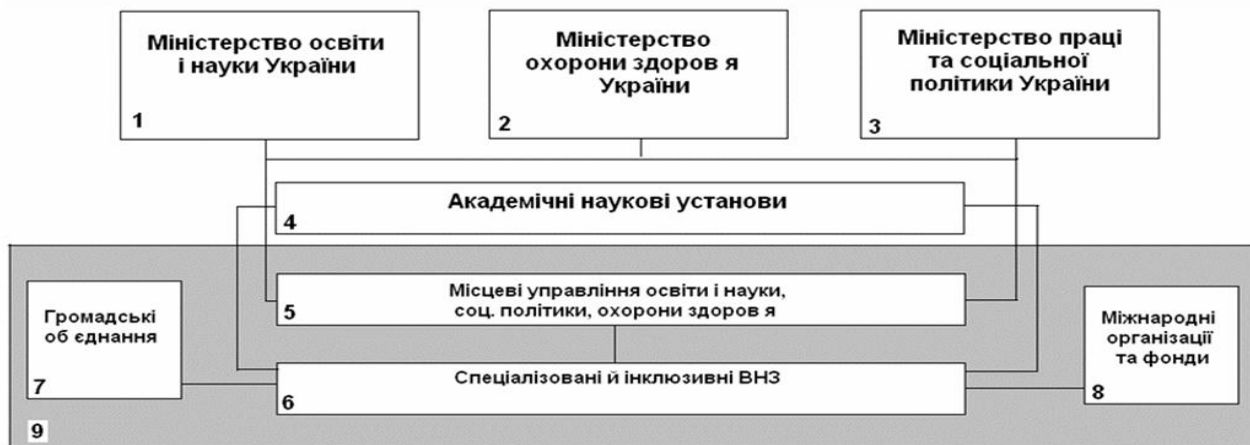 Міністерство освіти
і науки України
1
Міністерство
охорони здоров я
України
2
Міністерство праці
та соціальної
політики України
3
Академічні наукові установи
4
Місцеві управління освіти і науки,
соц. політики, охорони здоров я
5
Громадські
об єднання
7
Міжнародні
організації
та фонди
8
Спеціалізовані й інклюзивні ВНЗ
6
9